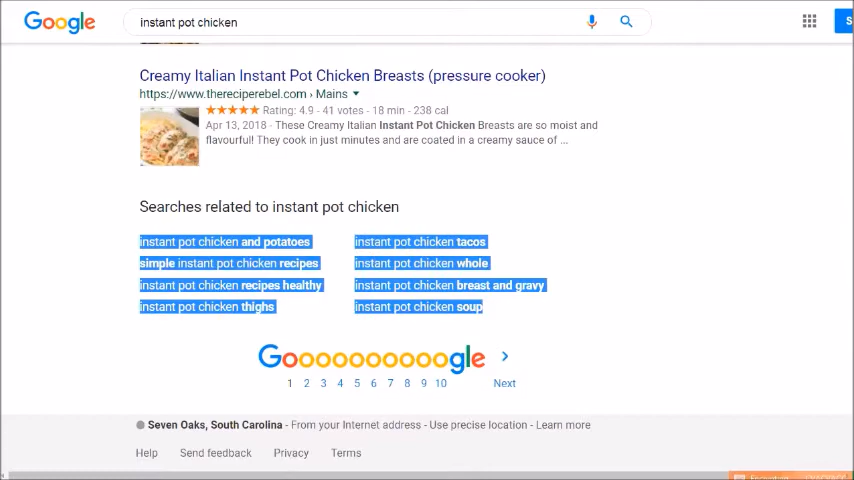 Google
instant pot chicken
S
Creamy Italian Instant Pot Chicken Breasts (pressure cooker)
https://www.thereciperebel.com › Mains ▼
★★★★★ Rating: 4.9 - 41 votes - 18 min - 238 cal
Apr 13, 2018 - These Creamy Italian Instant Pot Chicken Breasts are so moist and
flavourful! They cook in just minutes and are coated in a creamy sauce of ...
Searches related to instant pot chicken
instant pot chicken and potatoes
instant pot chicken tacos
simple instant pot chicken recipes
instant pot chicken whole
instant pot chicken recipes healthy
instant pot chicken breast and gravy
instant pot chicken thighs
instant pot chicken soup
Goooooooooogle >
1 2 3 4 5 6 7 8 9 10 Next
Seven Oaks, South Carolina - From your Internet address - Use precise location - Learn more
Help Send feedback Privacy Terms